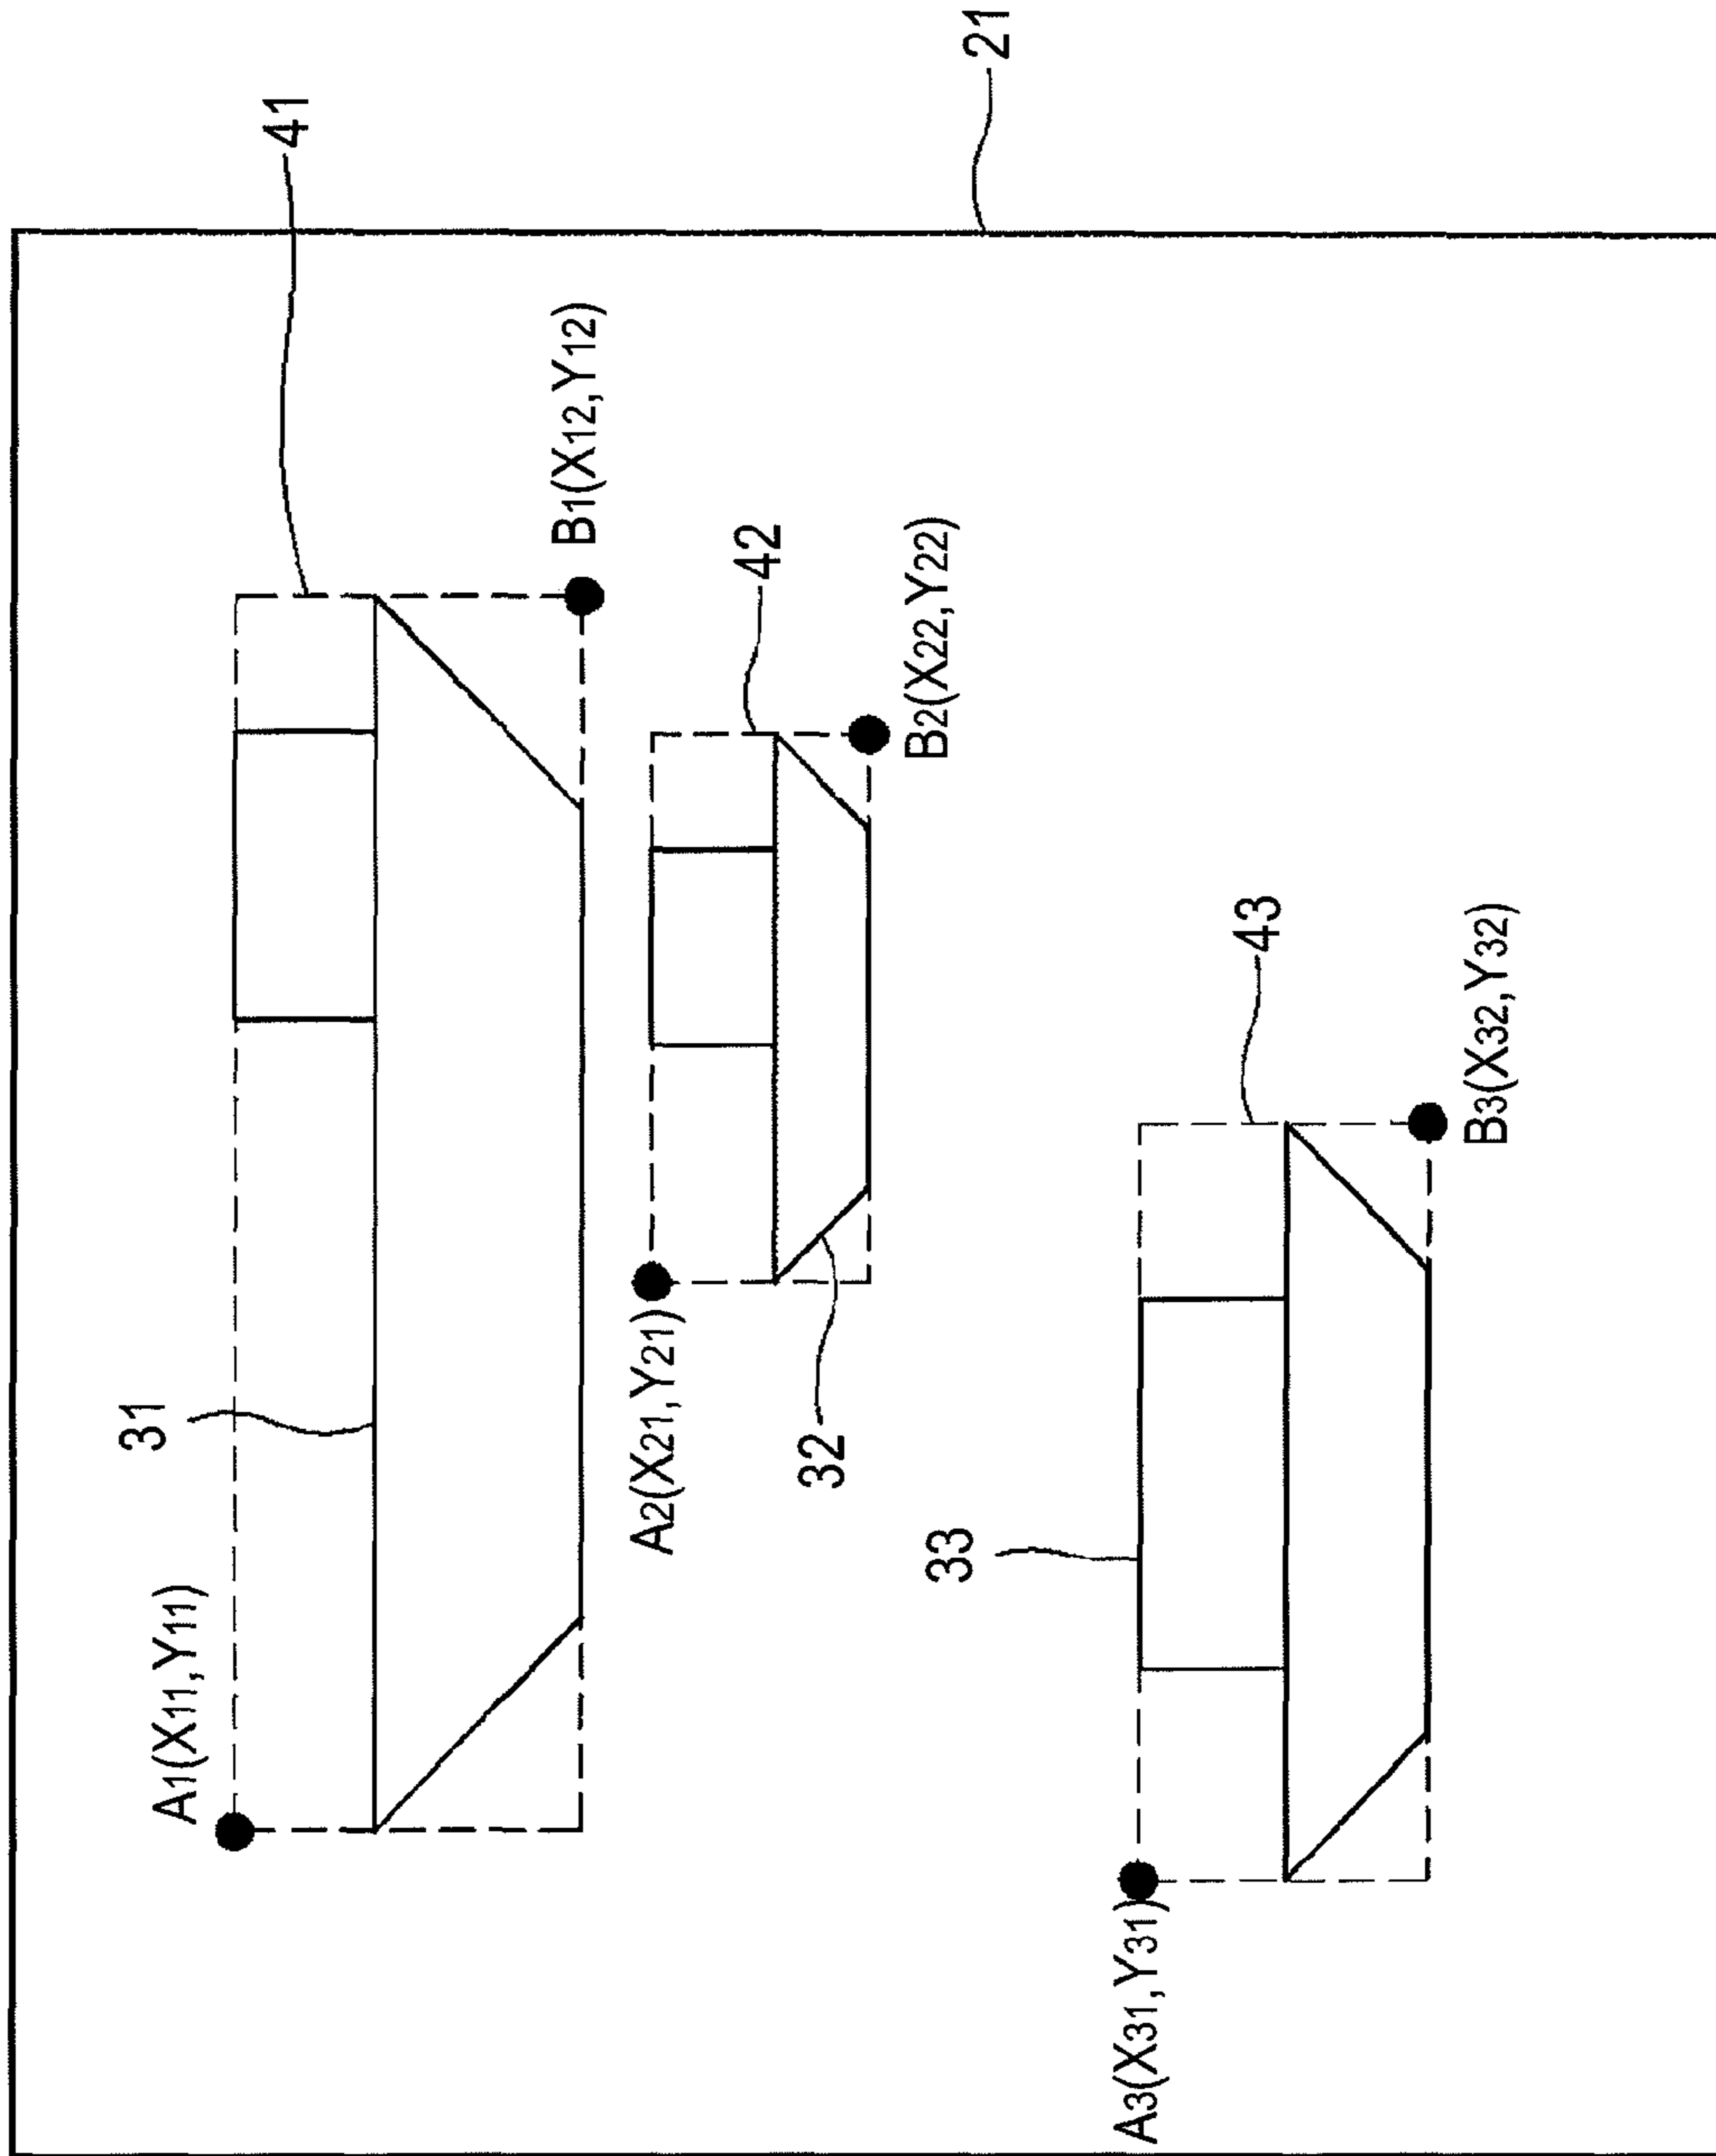 31
A1(X11,Y11)
41
B1(X12,Y12)
A2(X21,Y21)
42
32
B2(X22,Y22)
33
21
A3(X31,Y31)
43
B3(X32,Y32)